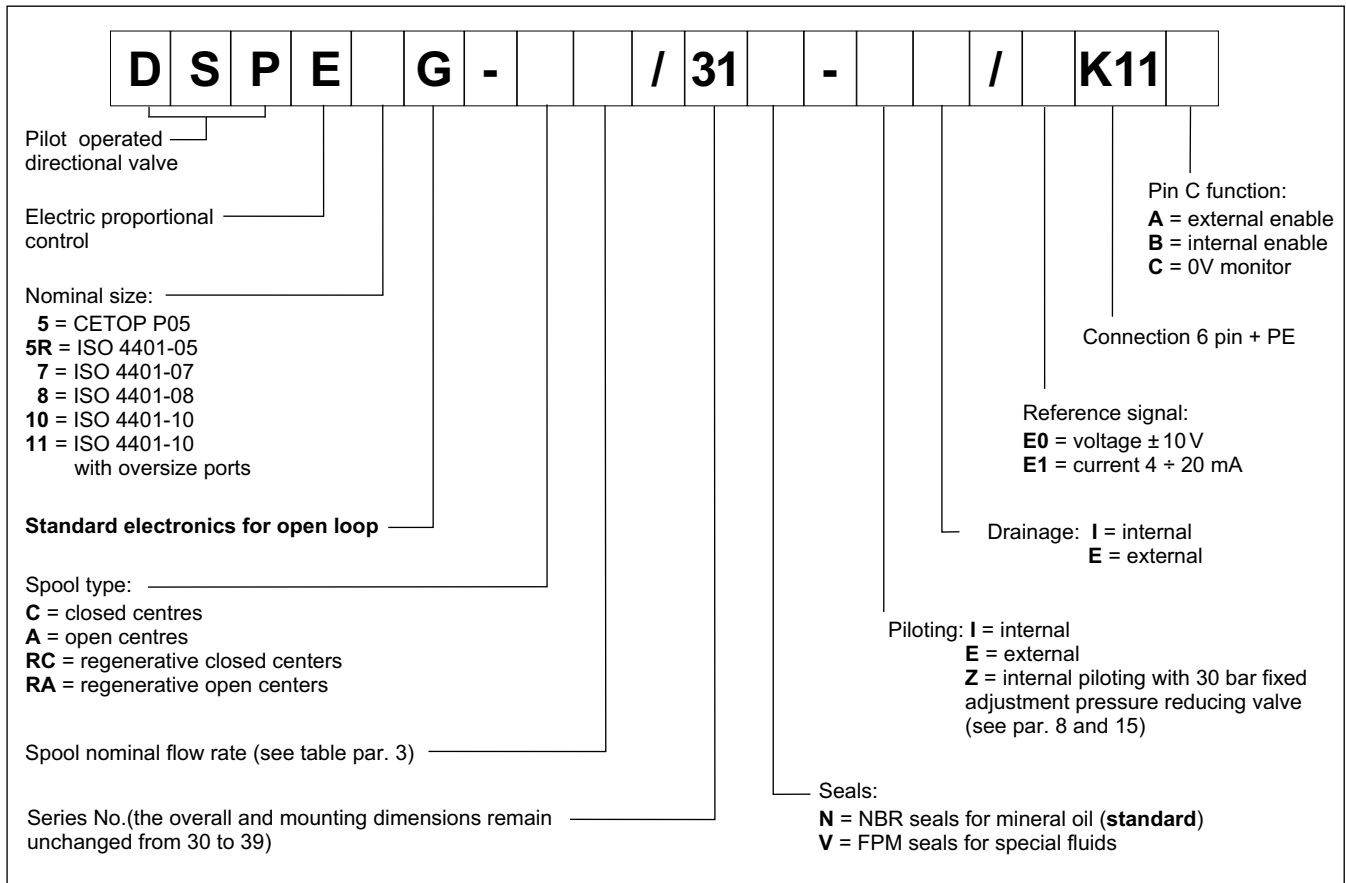 D S P E G - / 31 - / K11
Pilot operated
directional valve
Electric proportional
control
Nominal size:
5 = CETOP P05
5R = ISO 4401-05
7 = ISO 4401-07
8 = ISO 4401-08
10 = ISO 4401-10
11 = ISO 4401-10
with oversize ports
Standard electronics for open loop
Spool type:
C = closed centres
A = open centres
RC = regenerative closed centers
RA = regenerative open centers
Spool nominal flow rate (see table par. 3)
Series No.(the overall and mounting dimensions remain
unchanged from 30 to 39)
Pin C function:
A = external enable
B = internal enable
C = 0V monitor
Connection 6 pin + PE
Reference signal:
E0 = voltage ± 10 V
E1 = current 4 ÷ 20 mA
Drainage: I = internal
E = external
Piloting: I = internal
E = external
Z = internal piloting with 30 bar fixed
adjustment pressure reducing valve
(see par. 8 and 15)
Seals:
N = NBR seals for mineral oil (standard)
V = FPM seals for special fluids